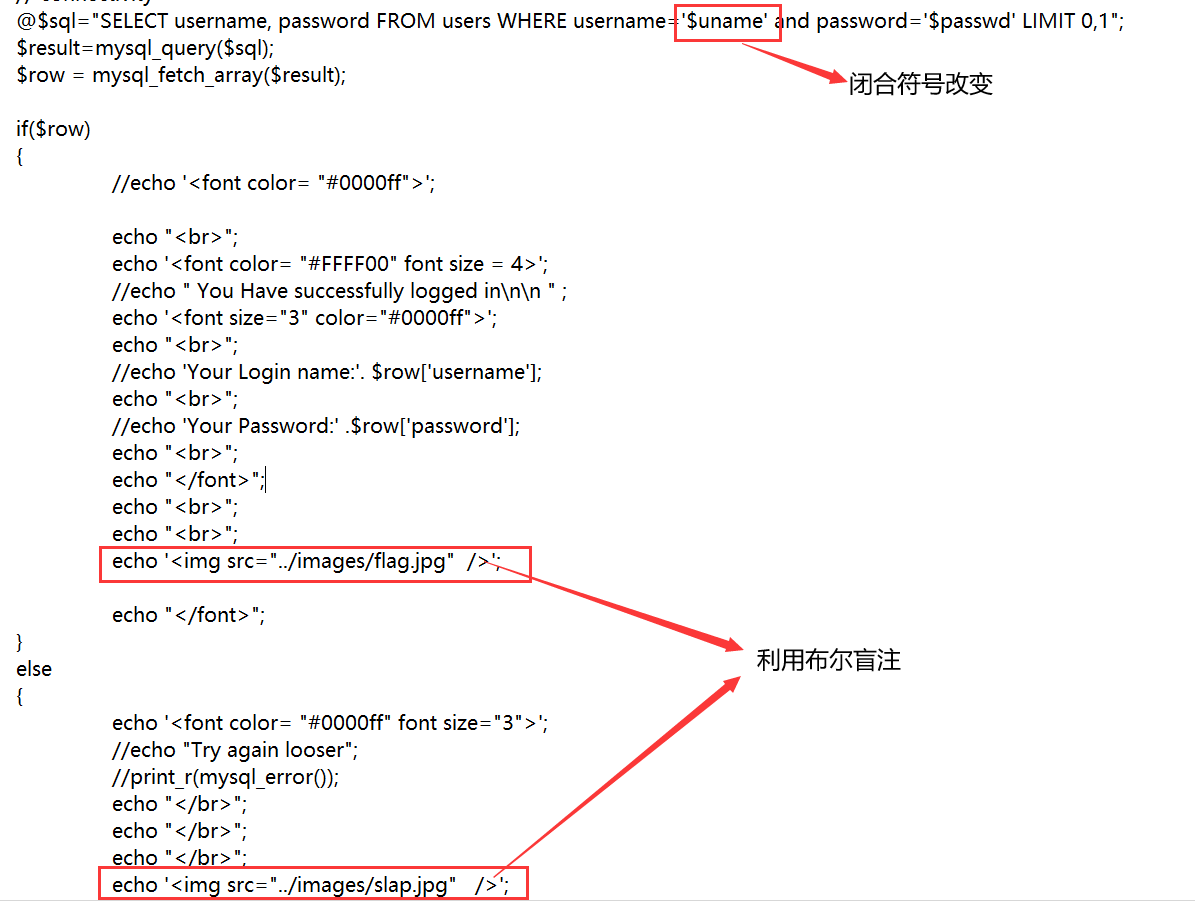 @$sql="SELECT username, password FROM users WHERE username='$uname' and password='$passwd' LIMIT 0,1";
$result=mysql_query($sql);
$row = mysql_fetch_array($result);
闭合符号改变
if($row)
{
//echo '<font color= "#0000ff">';
echo "<br>";
echo '<font color= "#FFFF00" font size = 4>';
//echo " You Have successfully logged in\n\n " ;
echo '<font size="3" color="#0000ff">';
echo "<br>";
//echo 'Your Login name:'. $row['username'];
echo "<br>";
//echo 'Your Password:' .$row['password'];
echo "<br>";
echo "</font>";
echo "<br>";
echo "<br>";
echo '<img src="../images/flag.jpg"  />';
echo "</font>";
}
利用布尔盲注
else
{
echo '<font color= "#0000ff" font size="3">';
//echo "Try again looser";
//print_r(mysql_error());
echo "</br>";
echo "</br>";
echo "</br>";
echo '<img src="../images/slap.jpg"   />';